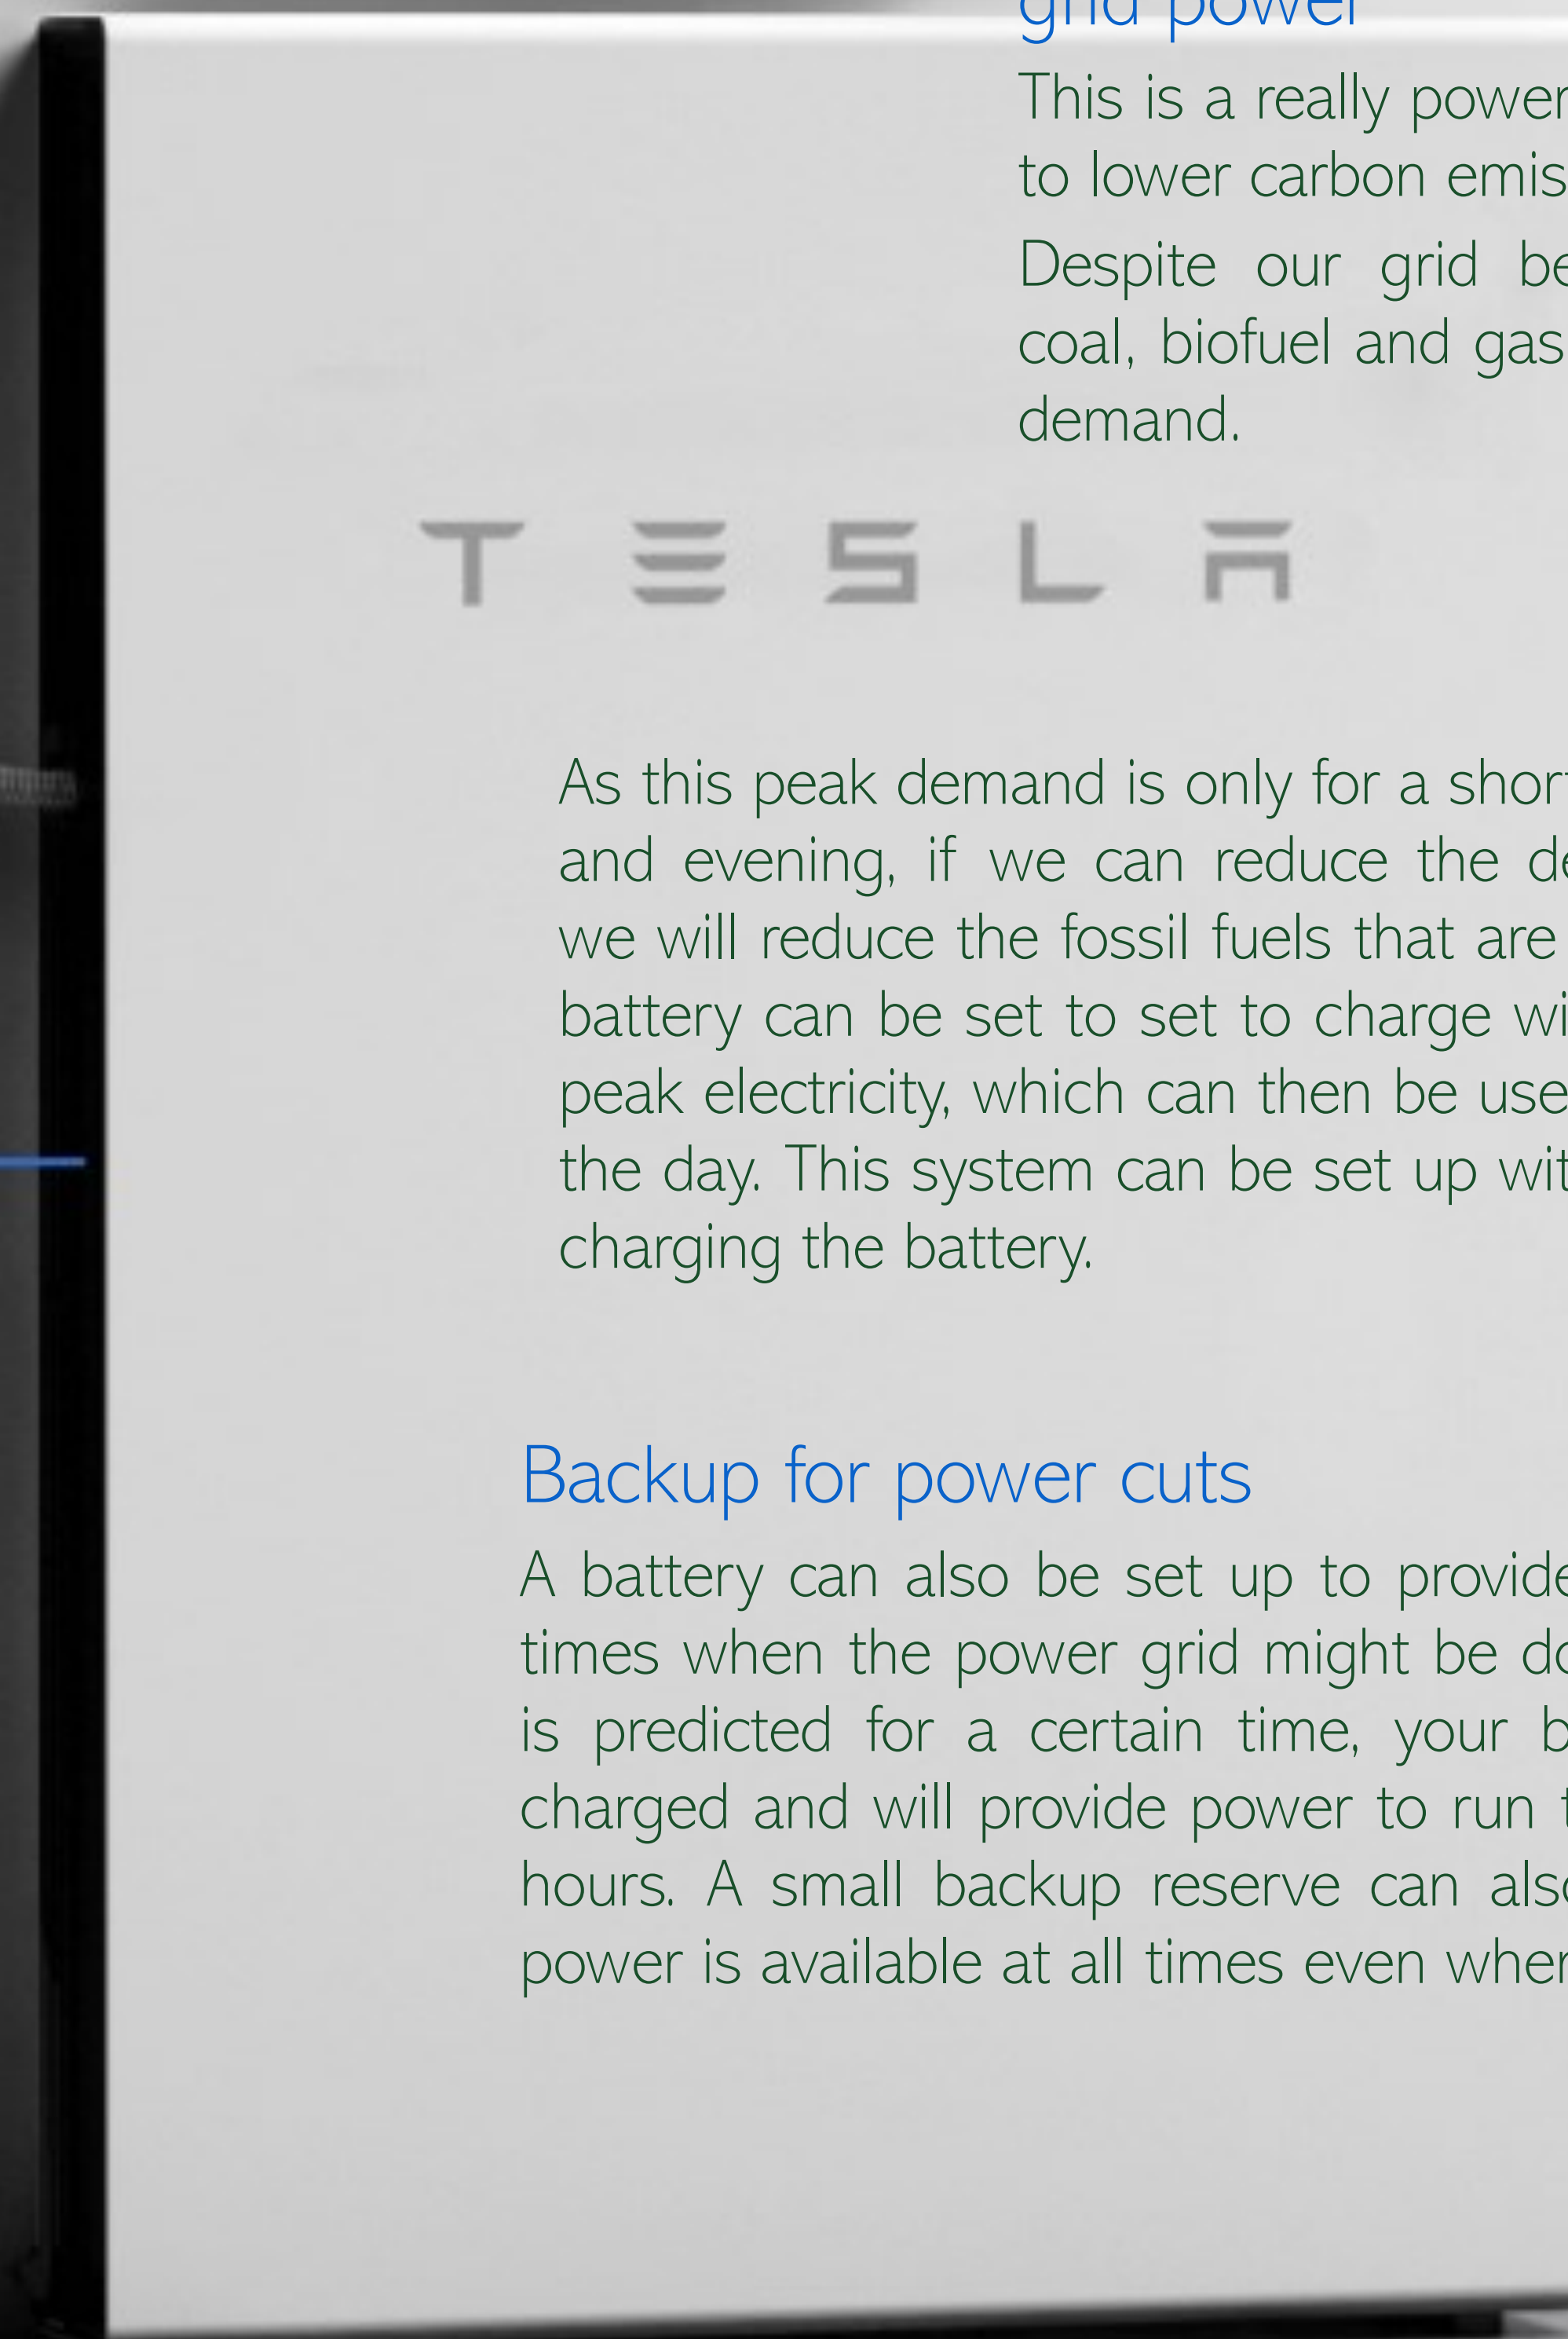 grid power
This is a really power
to lower carbon emis
Despite our grid be
coal, biofuel and gas
demand.
TESLA
As this peak demand is only for a short
and evening, if we can reduce the de
we will reduce the fossil fuels that are
battery can be set to set to charge wi
peak electricity, which can then be use
the day. This system can be set up wit
charging the battery.
Backup for power cuts
A battery can also be set up to provide
times when the power grid might be do
is predicted for a certain time, your b
charged and will provide power to run t
hours. A small backup reserve can also
power is available at all times even when